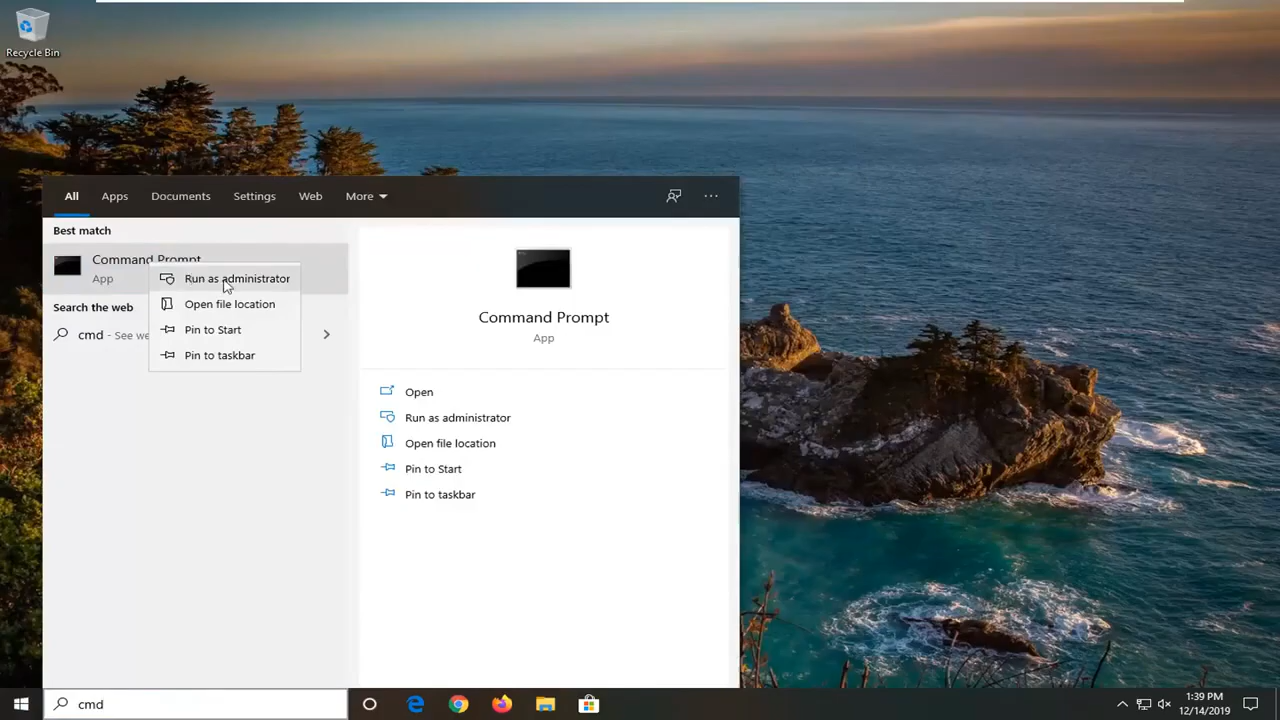 Recycle Bin
All Apps Documents Settings Web More
Best match
Command Prompt
App
Search the web
cmd - See we
Run as administrator
Open file location
Pin to Start
Pin to taskbar
Command Prompt
App
Open
Run as administrator
Open file location
Pin to Start
Pin to taskbar
cmd
1:39 PM
12/14/2019